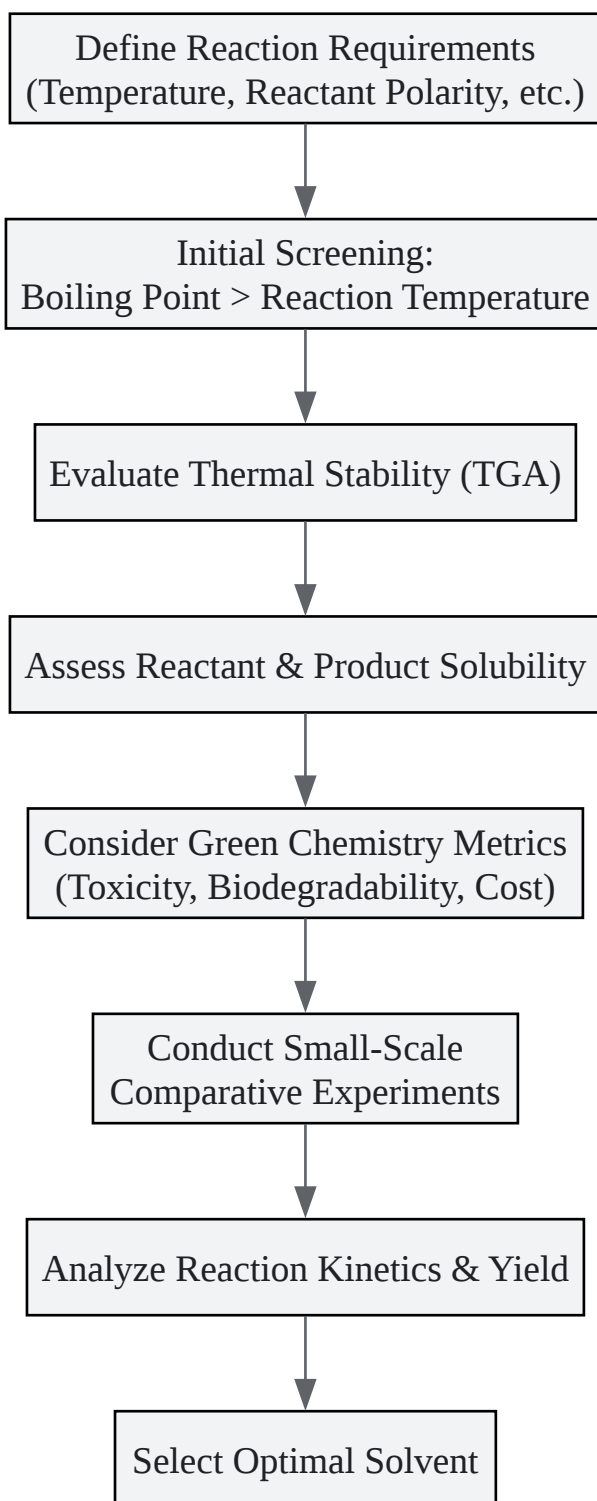 Define Reaction Requirements
(Temperature, Reactant Polarity, etc.)
Initial Screening:
Boiling Point > Reaction Temperature
Evaluate Thermal Stability (TGA)
Assess Reactant & Product Solubility
Consider Green Chemistry Metrics
(Toxicity, Biodegradability, Cost)
Conduct Small-Scale
Comparative Experiments
Analyze Reaction Kinetics & Yield
Select Optimal Solvent